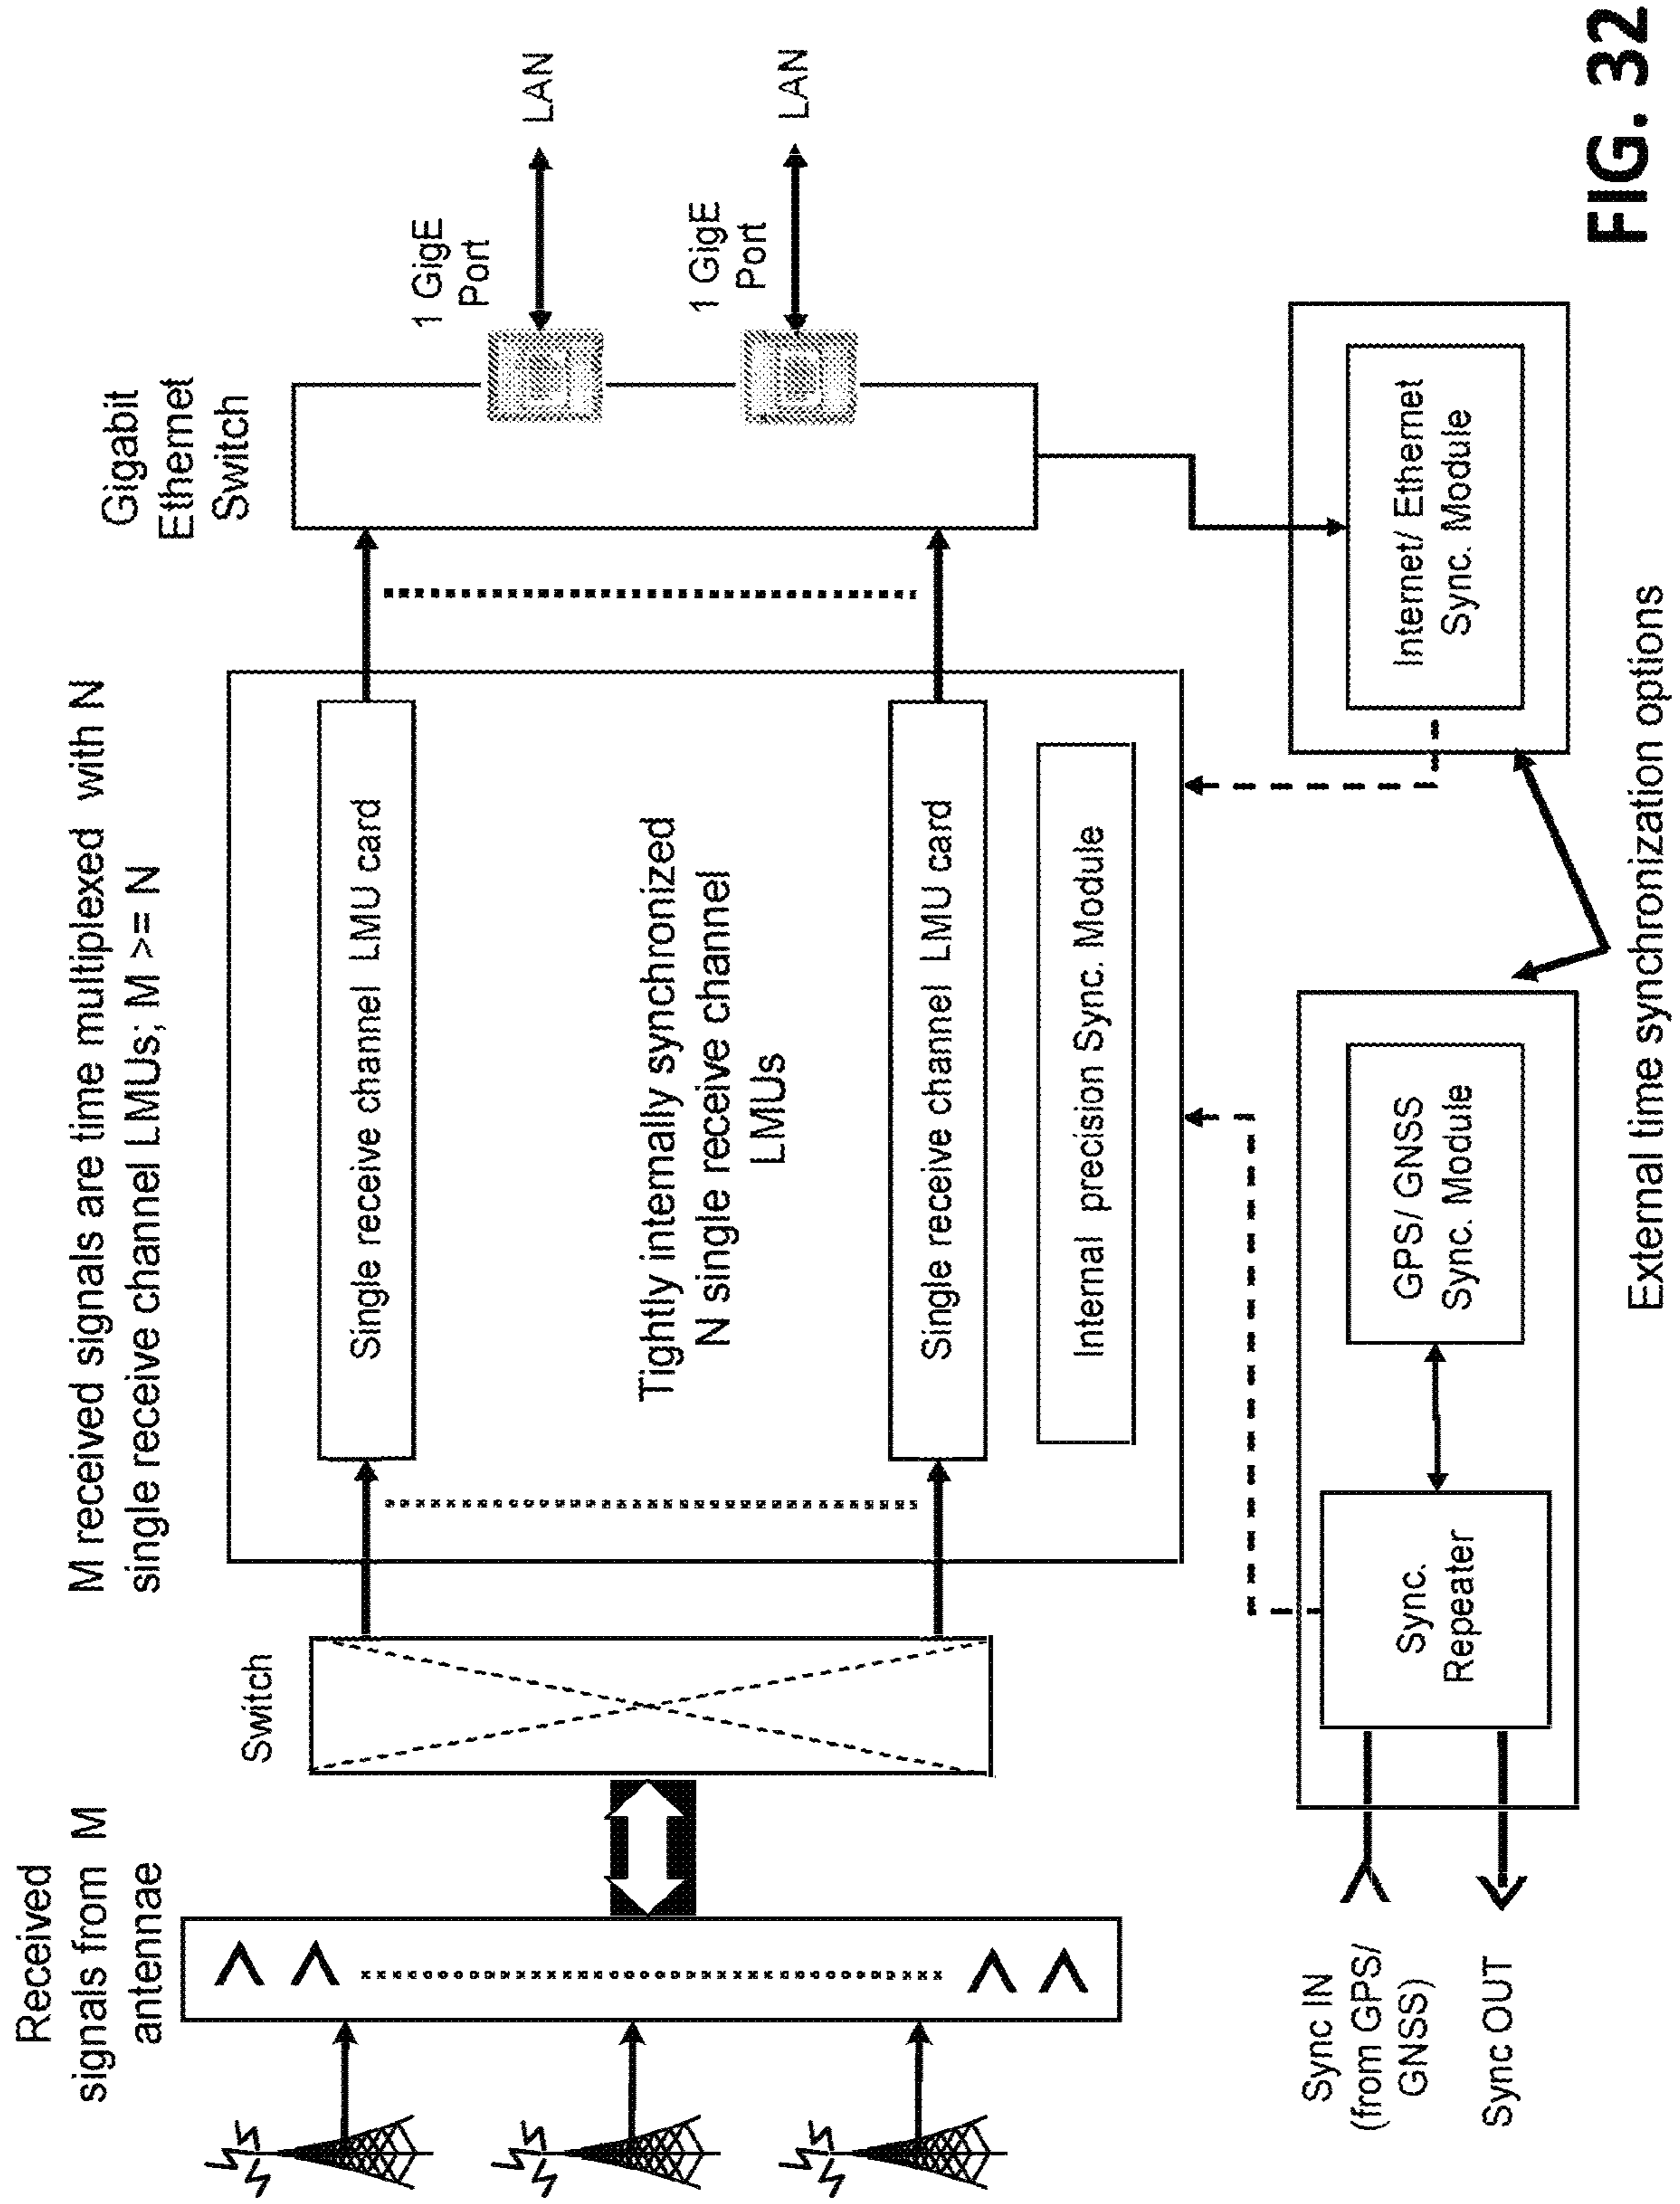 Received
signals from M
antennae
Switch
M received signals are time multiplexed with N
single receive channel LMUs; M >= N
Single receive channel LMU card
Tightly internally synchronized
N single receive channel
LMUs
Single receive channel LMU card
Internal precision Sync. Module
Gigabit
Ethernet
Switch
1 GigE
Port
LAN
1 GigE
Port
LAN
Sync IN
(from GPS/
GNSS)
Sync OUT
Sync.
Repeater
GPS/ GNSS
Sync. Module
Internet/ Ethernet
Sync. Module
External time synchronization options
FIG. 32